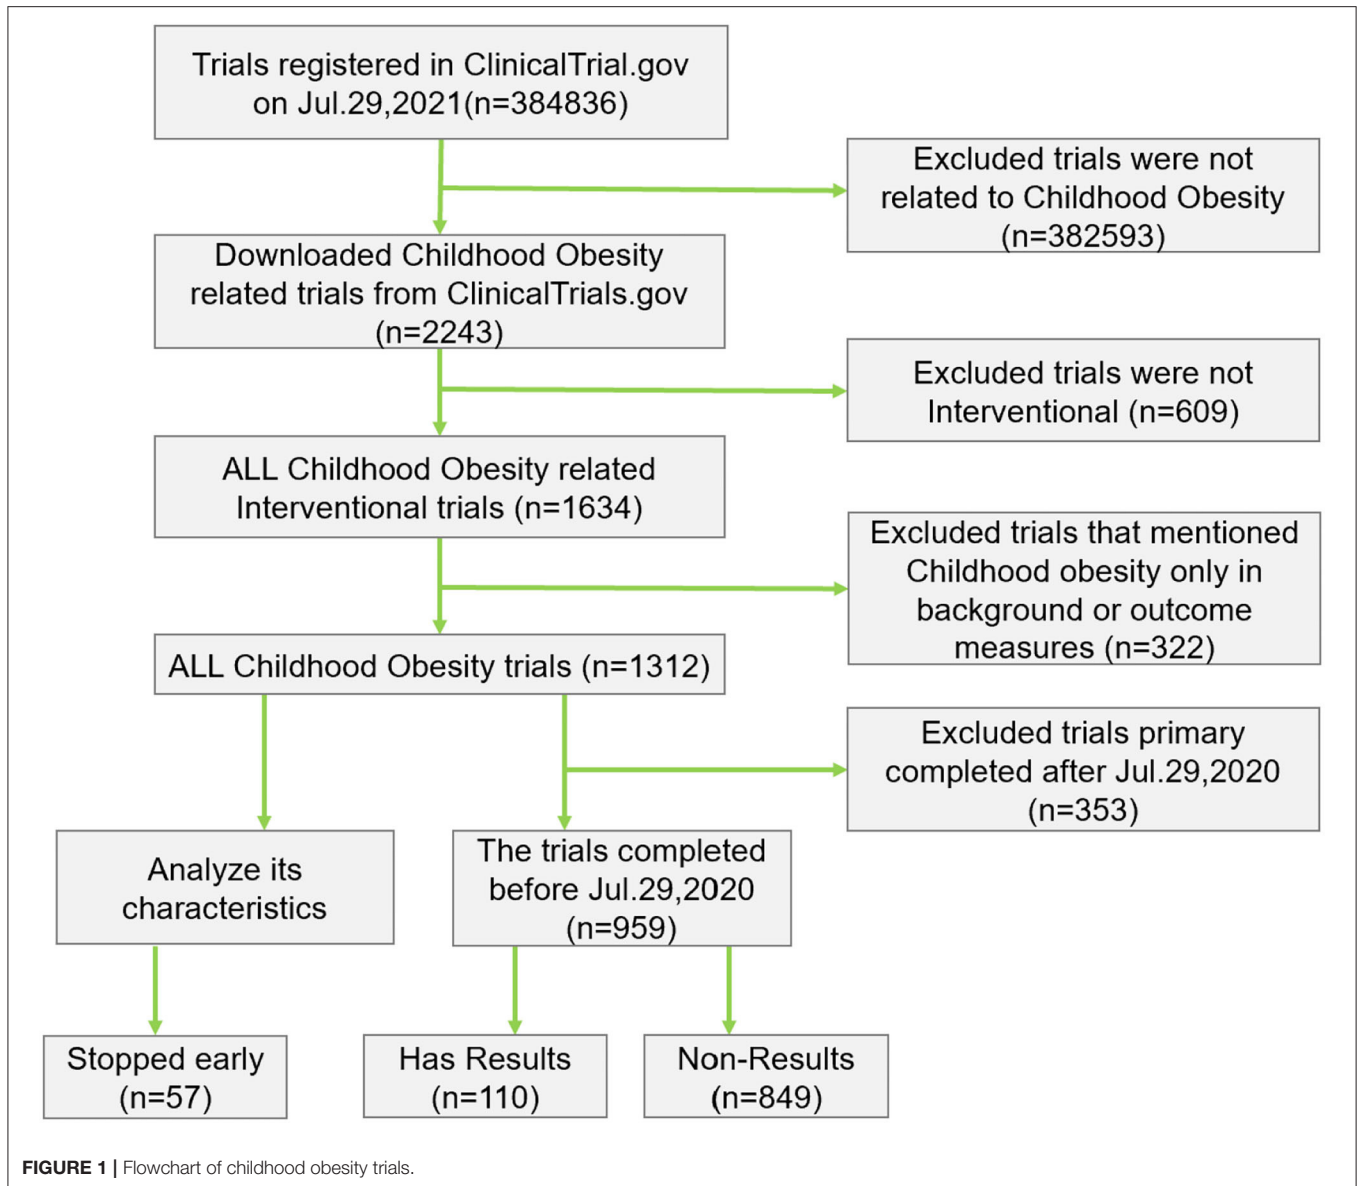 Trials registered in ClinicalTrial.gov
on Jul.29,2021(n=384836)
Excluded trials were not
related to Childhood Obesity
(n=382593)
Downloaded Childhood Obesity
related trials from ClinicalTrials.gov
(n=2243)
Excluded trials were not
Interventional (n=609)
ALL Childhood Obesity related
Interventional trials (n=1634)
Excluded trials that mentioned
Childhood obesity only in
background or outcome
measures (n=322)
ALL Childhood Obesity trials (n=1312)
Excluded trials primary
completed after Jul.29,2020
(n=353)
Analyze its
characteristics
The trials completed
before Jul.29,2020
(n=959)
Stopped early
(n=57)
Has Results
(n=110)
Non-Results
(n=849)
FIGURE 1 | Flowchart of childhood obesity trials.